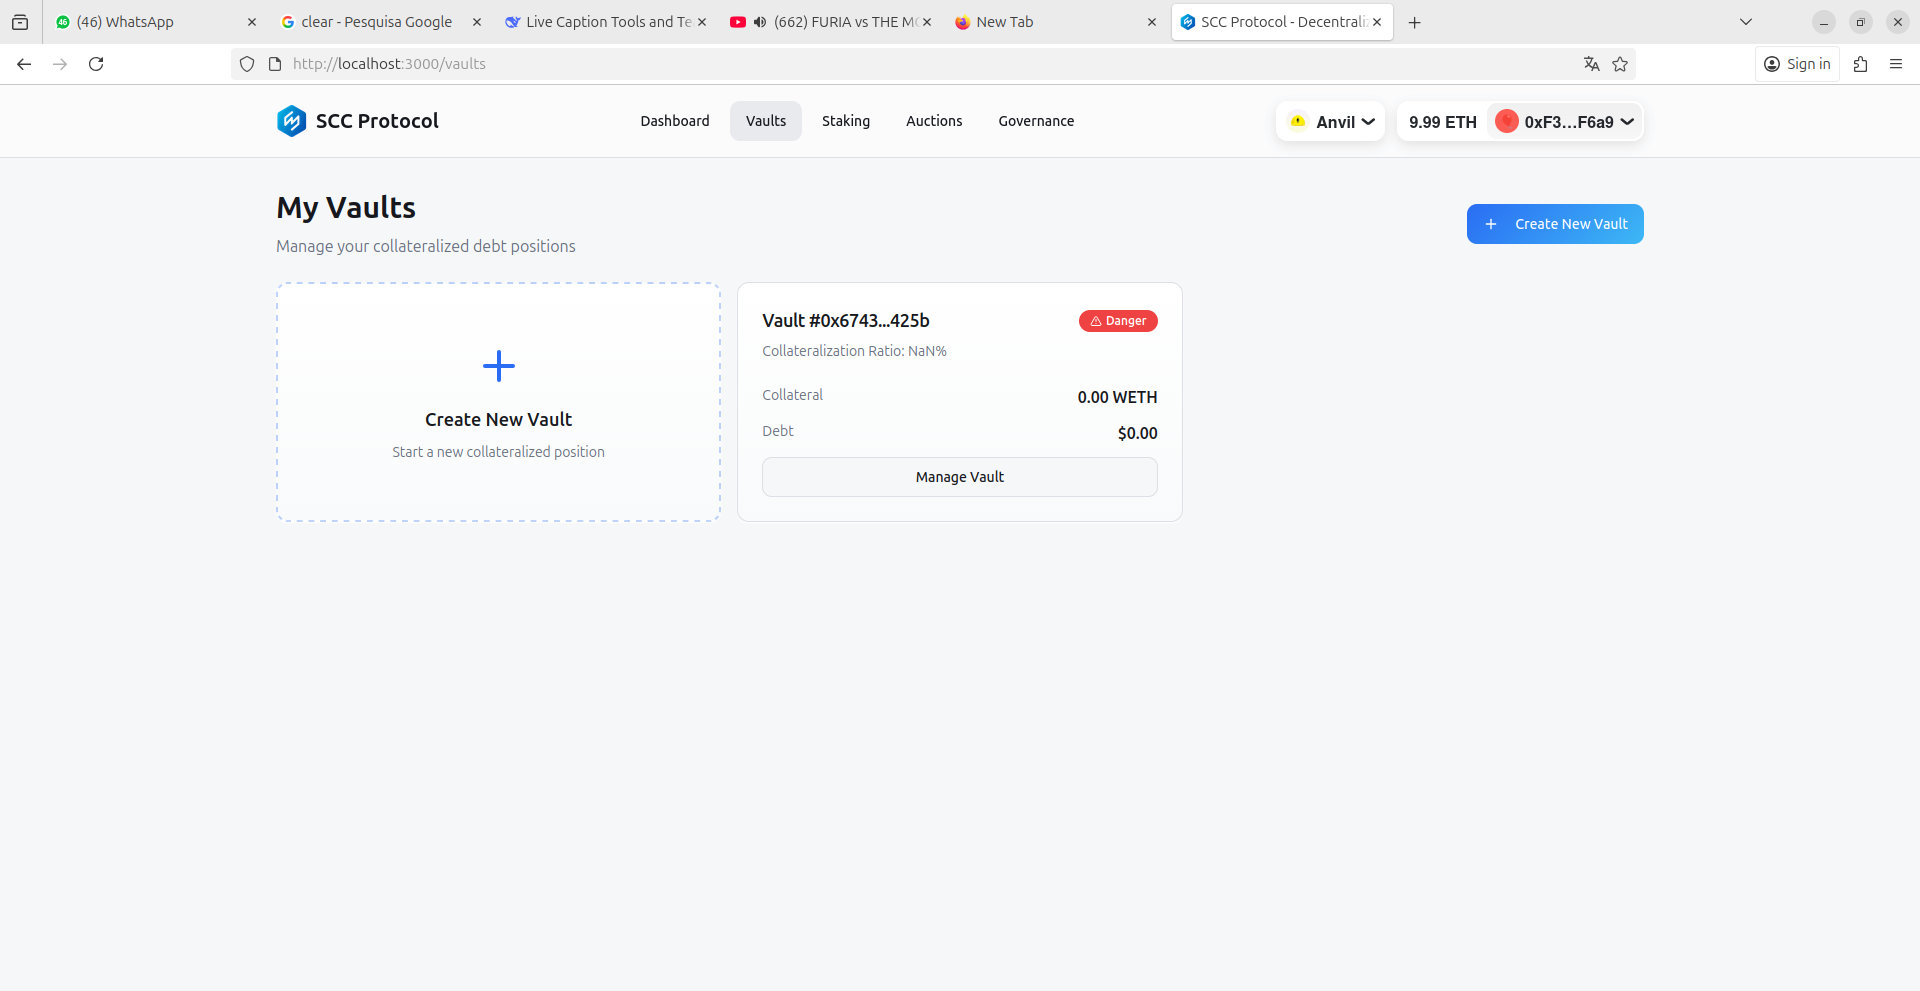 (46) WhatsApp
clear - Pesquisa Google
Live Caption Tools and Te
(662) FURIA vs THE MO
New Tab
SCC Protocol - Decentraliz
http://localhost:3000/vaults
Sign in
SCC Protocol
Dashboard
Vaults
Staking
Auctions
Governance
Anvil
9.99 ETH
0xF3...F6a9
My Vaults
Manage your collateralized debt positions
+ Create New Vault
Create New Vault
Start a new collateralized position
Vault #0x6743...425b
Danger
Collateralization Ratio: NaN%
Collateral
0.00 WETH
Debt
$0.00
Manage Vault